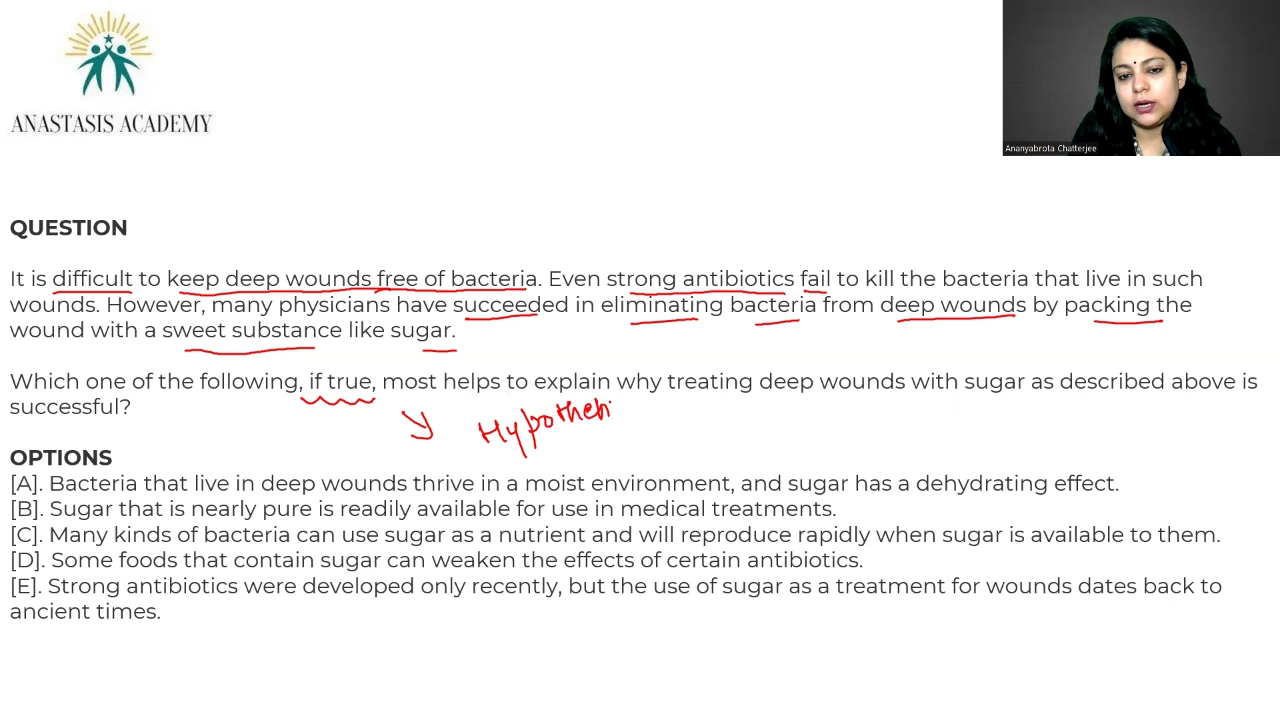 ANASTASIS ACADEMY
Ananyabrota Chatterjee
QUESTION
It is difficult to keep deep wounds free of bacteria. Even strong antibiotics fail to kill the bacteria that live in such
wounds. However, many physicians have succeeded in eliminating bacteria from deep wounds by packing the
wound with a sweet substance like sugar.
Which one of the following, if true, most helps to explain why treating deep wounds with sugar as described above is
successful?
Hypotheti
OPTIONS
[A]. Bacteria that live in deep wounds thrive in a moist environment, and sugar has a dehydrating effect.
[B]. Sugar that is nearly pure is readily available for use in medical treatments.
[C]. Many kinds of bacteria can use sugar as a nutrient and will reproduce rapidly when sugar is available to them.
[D]. Some foods that contain sugar can weaken the effects of certain antibiotics.
[E]. Strong antibiotics were developed only recently, but the use of sugar as a treatment for wounds dates back to
ancient times.